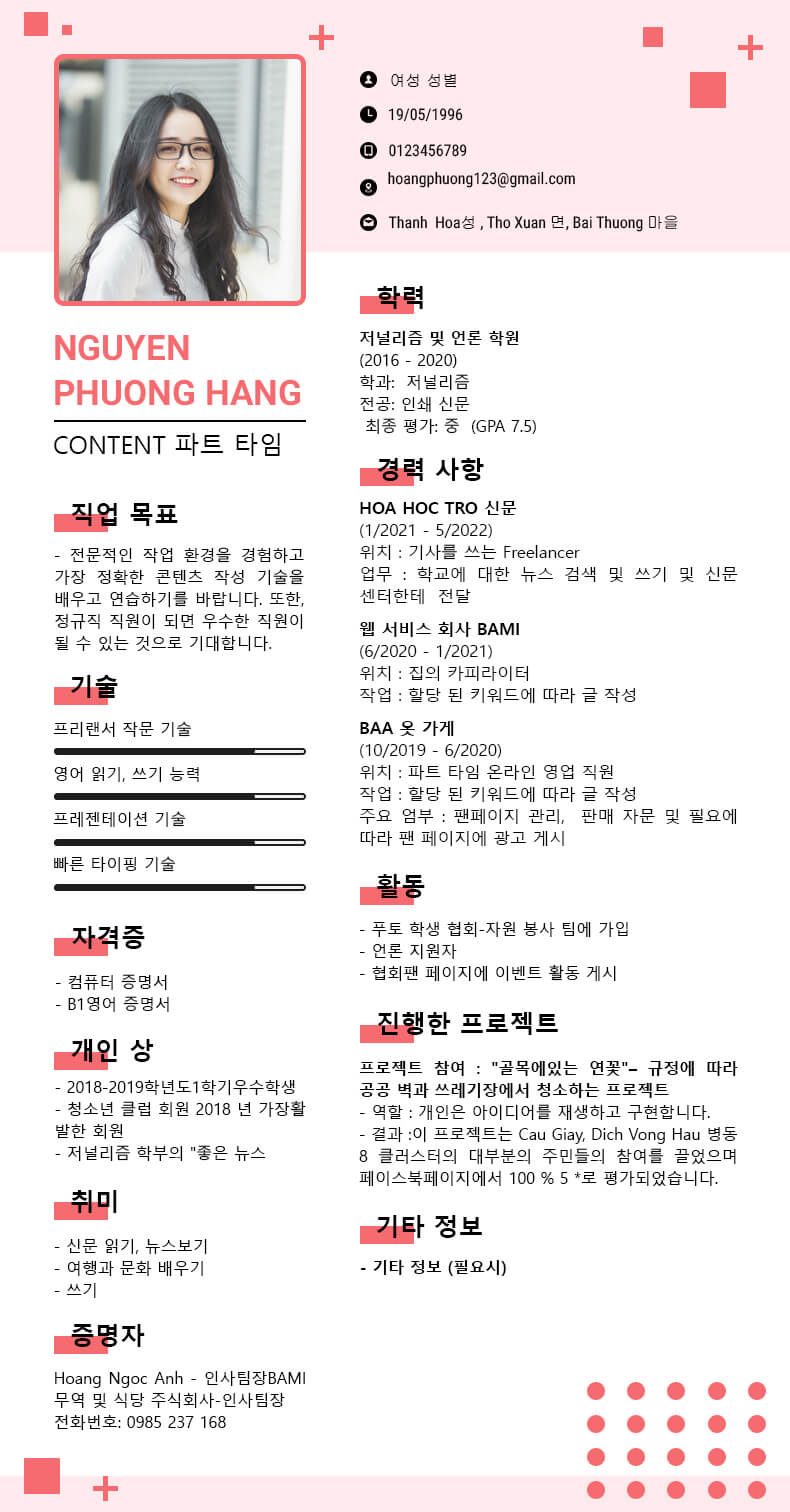 여성 성별
19/05/1996
0123456789
hoangphuong123@gmail.com
Thanh Hoa성 , Tho Xuan 면, Bai Thuong 마을
NGUYEN
PHUONG HANG
CONTENT 파트 타임
직업 목표
- 전문적인 작업 환경을 경험하고
가장 정확한 콘텐츠 작성 기술을
배우고 연습하기를 바랍니다. 또한,
정규직 직원이 되면 우수한 직원이
될 수 있는 것으로 기대합니다.
기술
프리랜서 작문 기술
영어 읽기, 쓰기 능력
프레젠테이션 기술
빠른 타이핑 기술
자격증
- 컴퓨터 증명서
- B1영어 증명서
개인 상
- 2018-2019학년도1학기우수학생
- 청소년 클럽 회원 2018 년 가장활
발한 회원
- 저널리즘 학부의 "좋은 뉴스
취미
- 신문 읽기, 뉴스보기
- 여행과 문화 배우기
- 쓰기
증명자
Hoang Ngoc Anh - 인사팀장BAMI
무역 및 식당 주식회사-인사팀장
전화번호: 0985 237 168
학력
저널리즘 및 언론 학원
(2016 - 2020)
학과: 저널리즘
전공: 인쇄 신문
최종 평가: 중 (GPA 7.5)
경력 사항
HOA HOC TRO 신문
(1/2021 - 5/2022)
위치 : 기사를 쓰는 Freelancer
업무 : 학교에 대한 뉴스 검색 및 쓰기 및 신문
센터한테 전달
웹 서비스 회사 BAMI
(6/2020 - 1/2021)
위치 : 집의 카피라이터
작업 : 할당 된 키워드에 따라 글 작성
BAA 옷 가게
(10/2019 - 6/2020)
위치 : 파트 타임 온라인 영업 직원
작업 : 할당 된 키워드에 따라 글 작성
주요 엄부 : 팬페이지 관리, 판매 자문 및 필요에
따라 팬 페이지에 광고 게시
활동
- 푸토 학생 협회-자원 봉사 팀에 가입
- 언론 지원자
- 협회팬 페이지에 이벤트 활동 게시
진행한 프로젝트
프로젝트 참여 : "골목에있는 연꽃"– 규정에 따라
공공 벽과 쓰레기장에서 청소하는 프로젝트
- 역할 : 개인은 아이디어를 재생하고 구현합니다.
- 결과 :이 프로젝트는 Cau Giay, Dich Vong Hau 병동
8 클러스터의 대부분의 주민들의 참여를 끌었으며
페이스북페이지에서 100 % 5 *로 평가되었습니다.
기타 정보
- 기타 정보 (필요시)